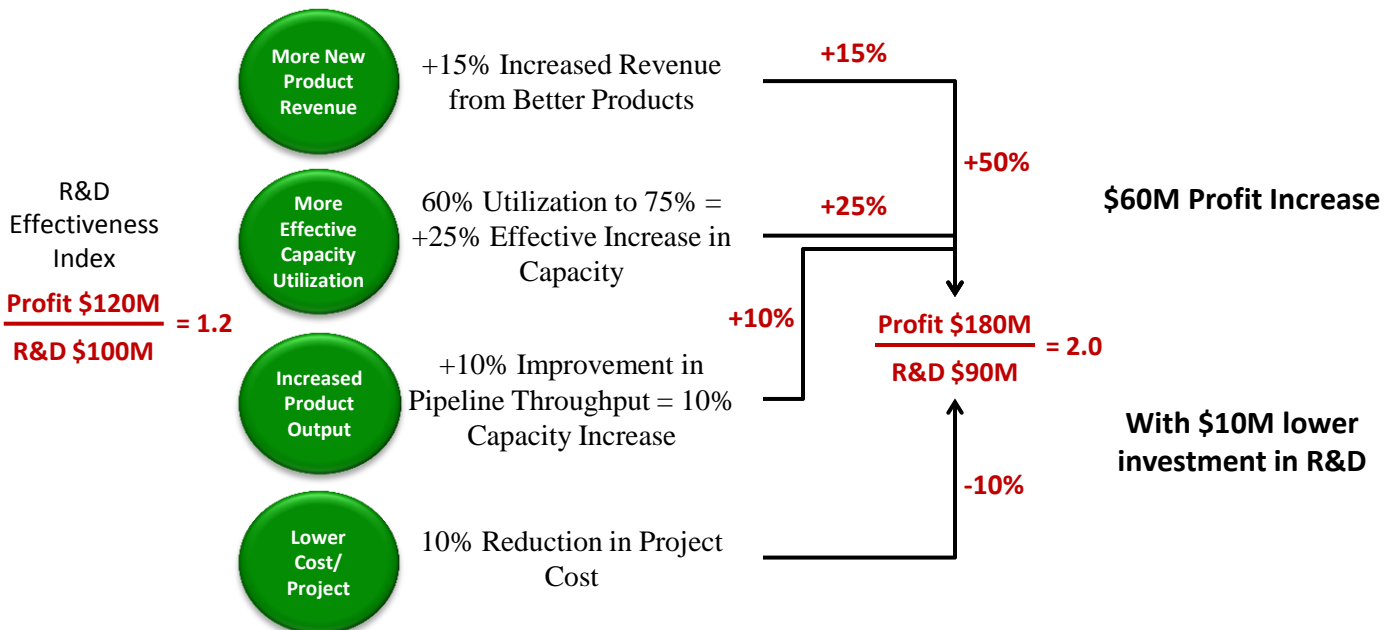 R&D
Effectiveness
Index
Profit $120M
R&D $100M
= 1.2
More New
Product
Revenue
+15% Increased Revenue
from Better Products
+15%
More
Effective
Capacity
Utilization
60% Utilization to 75% =
+25% Effective Increase in
Capacity
+25%
Increased
Product
Output
+10% Improvement in
Pipeline Throughput = 10%
Capacity Increase
+10%
Lower
Cost/
Project
10% Reduction in Project
Cost
-10%
+50%
Profit $180M
R&D $90M
= 2.0
$60M Profit Increase
With $10M lower
investment in R&D